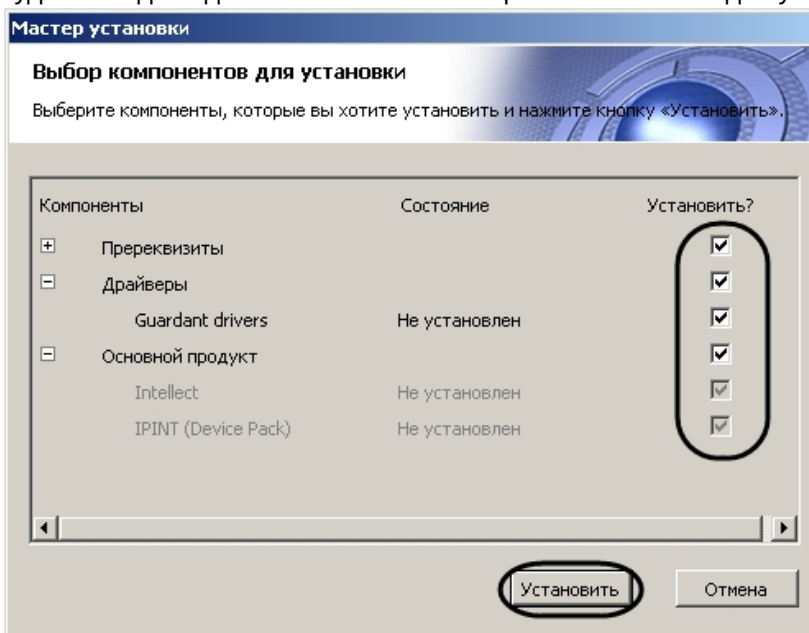 Мастер установки
Выбор компонентов для установки
Выберите компоненты, которые вы хотите установить и нажмите кнопку «Установить».
Компоненты Состояние Установить?
Пререквизиты
Драйверы
Guardant drivers Не установлен
Основной продукт
Intellect Не установлен
IPINT (Device Pack) Не установлен
Установить Отмена